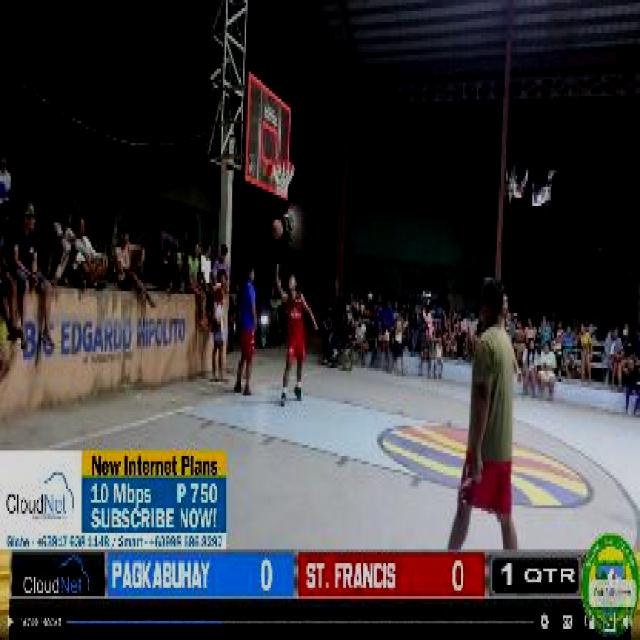 EDGARDO HIPOLITO
CloudNet
New Internet Plans
10 Mbps ₱ 750
SUBSCRIBE NOW!
CloudNet
PAGKABUHAY 0
ST. FRANCIS 0
1 QTR